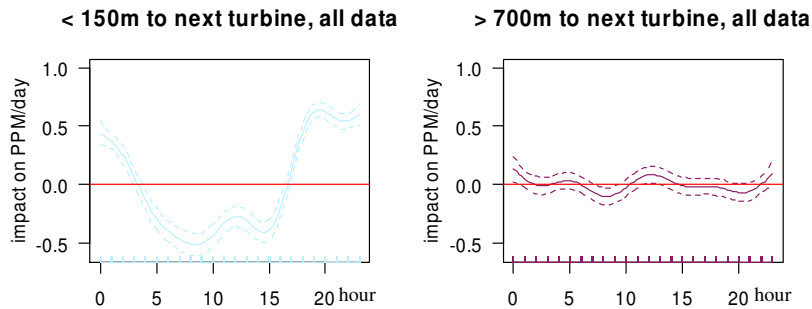 < 150m to next turbine, all data
> 700m to next turbine, all data
impact on PPM/day
1.0
0.5
0.0
-0.5
0 5 10 15 20 hour
impact on PPM/day
1.0
0.5
0.0
-0.5
0 5 10 15 20 hour